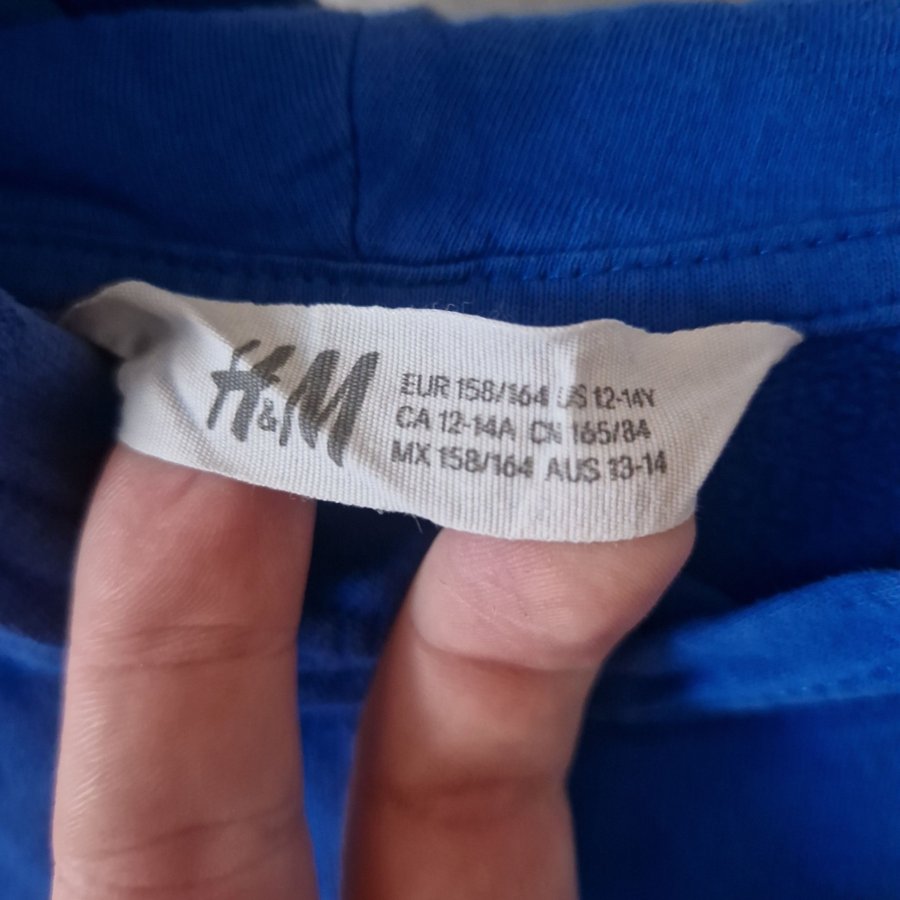 H&M
EUR 158/164 US 12-14Y
CA 12-14A CN 165/84
MX 158/164 AUS 13-14